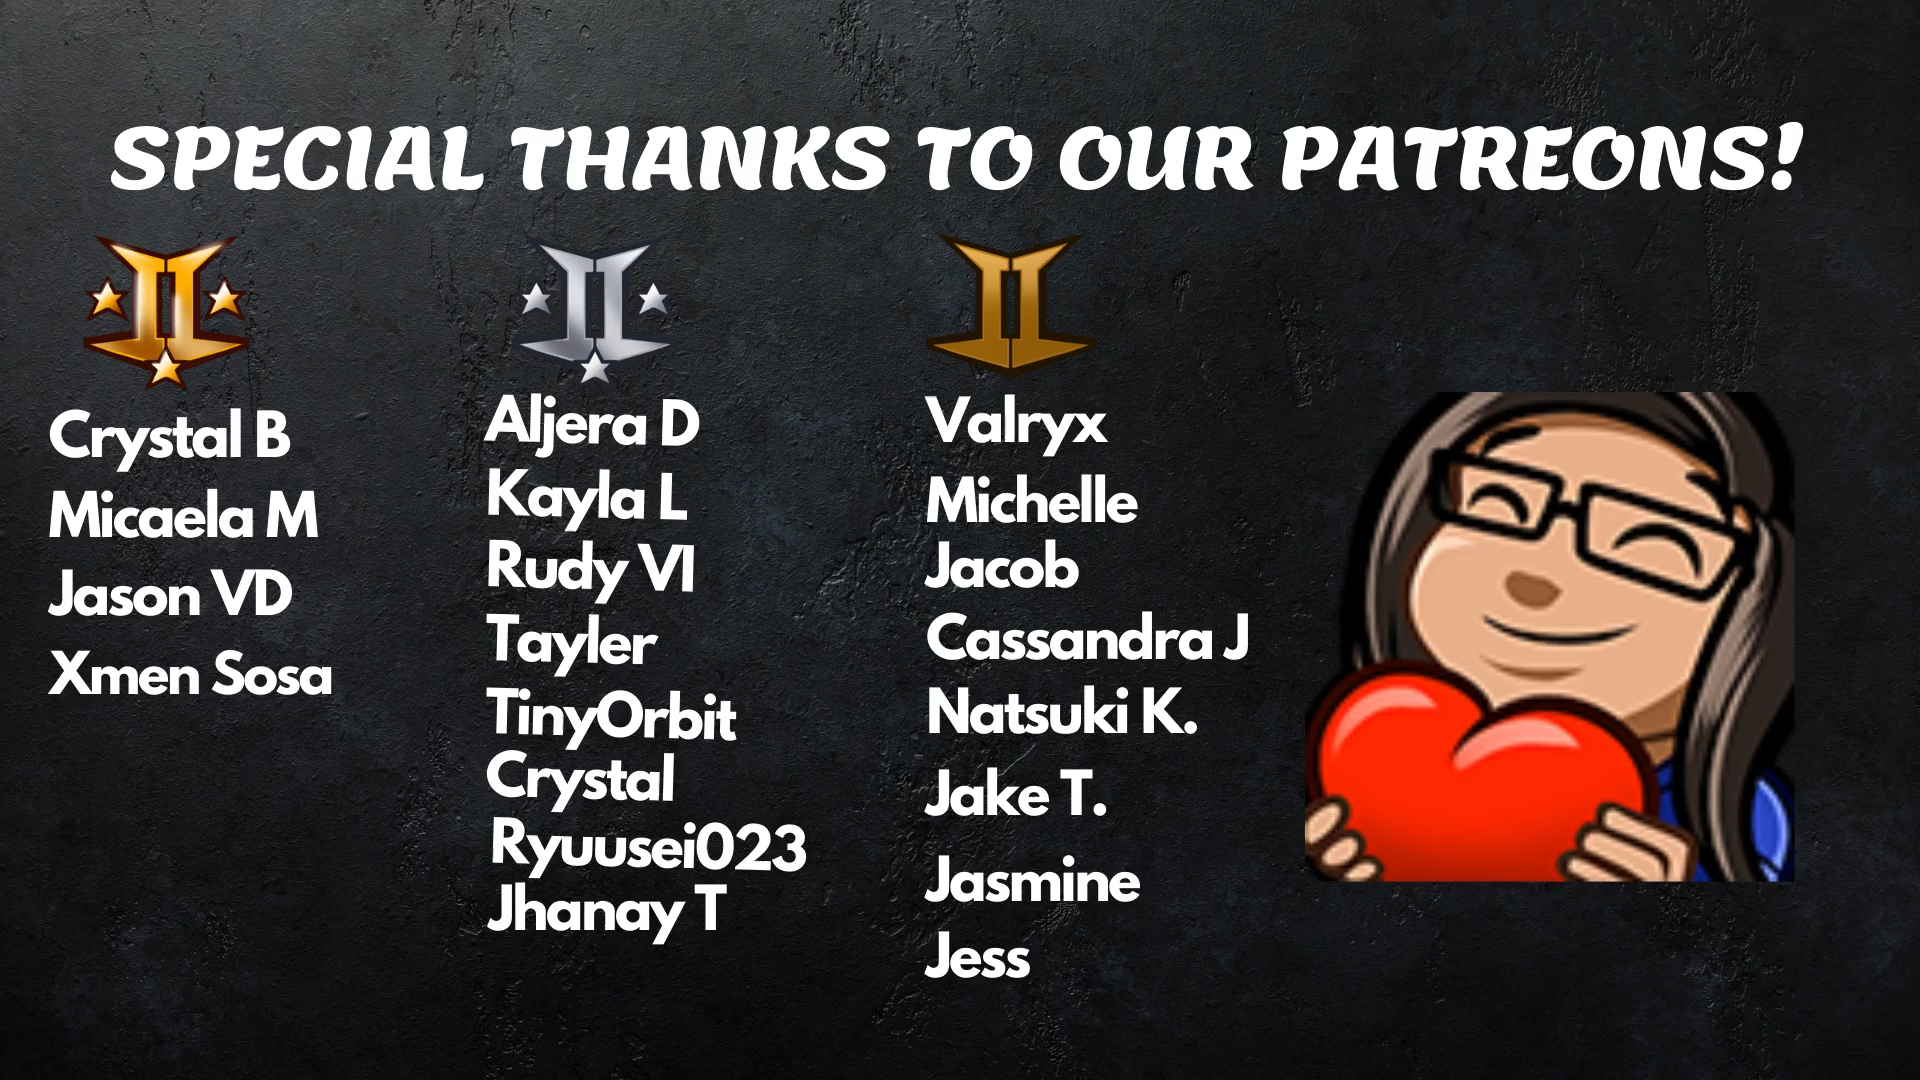 SPECIAL THANKS TO OUR PATREONS!
Crystal B
Micaela M
Jason VD
Xmen Sosa
Aljera D
Kayla L
Rudy VI
Tayler
TinyOrbit
Crystal
Ryuusei023
Jhanay T
Valryx
Michelle
Jacob
Cassandra J
Natsuki K.
Jake T.
Jasmine
Jess